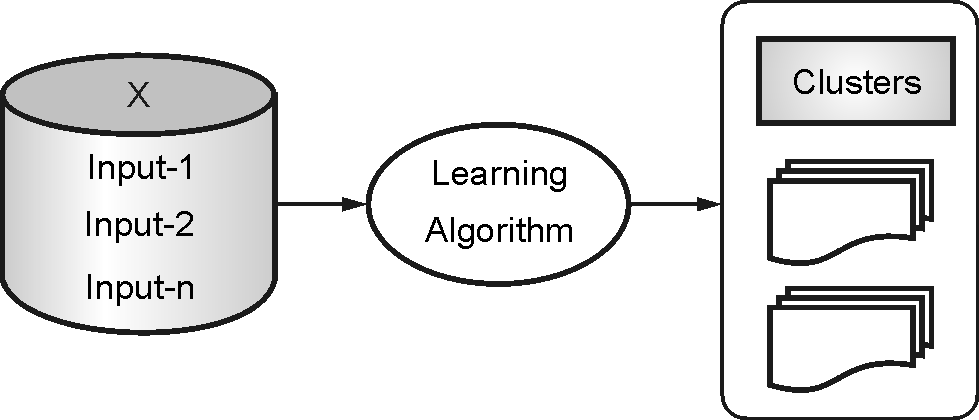 X
Input-1
Input-2
Input-n
Learning
Algorithm
Clusters